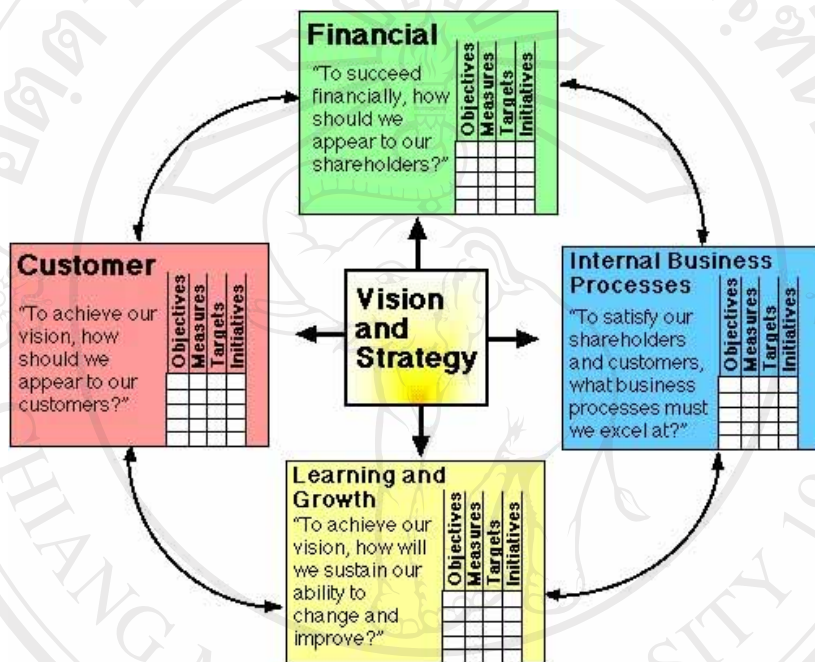 Financial
"To succeed
financially, how
should we
appear to our
shareholders?"
Objectives
Measures
Targets
Initiatives
Customer
"To achieve our
vision, how
should we
appear to our
customers?"
Objectives
Measures
Targets
Initiatives
Vision
and
Strategy
Internal Business
Processes
"To satisfy our
shareholders
and customers,
what business
processes must
we excel at?"
Objectives
Measures
Targets
Initiatives
Learning and
Growth
"To achieve our
vision, how will
we sustain our
ability to
change and
improve?"
Objectives
Measures
Targets
Initiatives